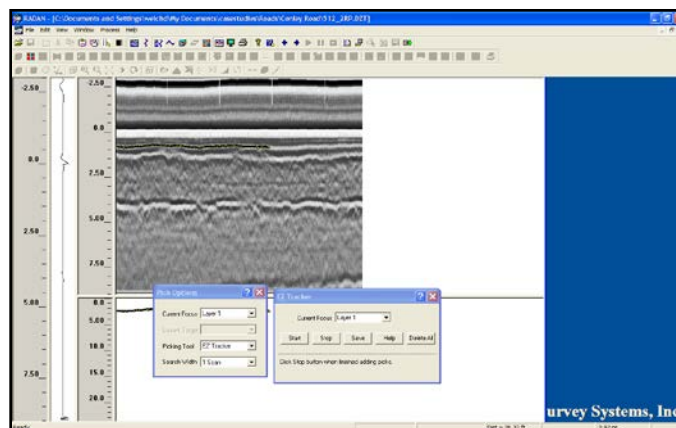 RADAN - [C:\Documents and Settings\welchd\My Documents\casestudies\Roads\Conley Road\512_2RP.DZT]
File Edit View Window Process Help
-2.50
0.0
2.50
5.00
7.50
-2.50
0.0
2.50
5.00
7.50
0.0
5.00
10.0
15.0
20.0
Pick Options
Current Focus: Layer 1
Picking Tool: EZ Tracker
Search Width: 1 Scan
EZ Tracker
Current Focus: Layer 1
Start Stop Save Help Delete All
Click Stop button when finished adding picks.
urvey Systems, Inc
Ready